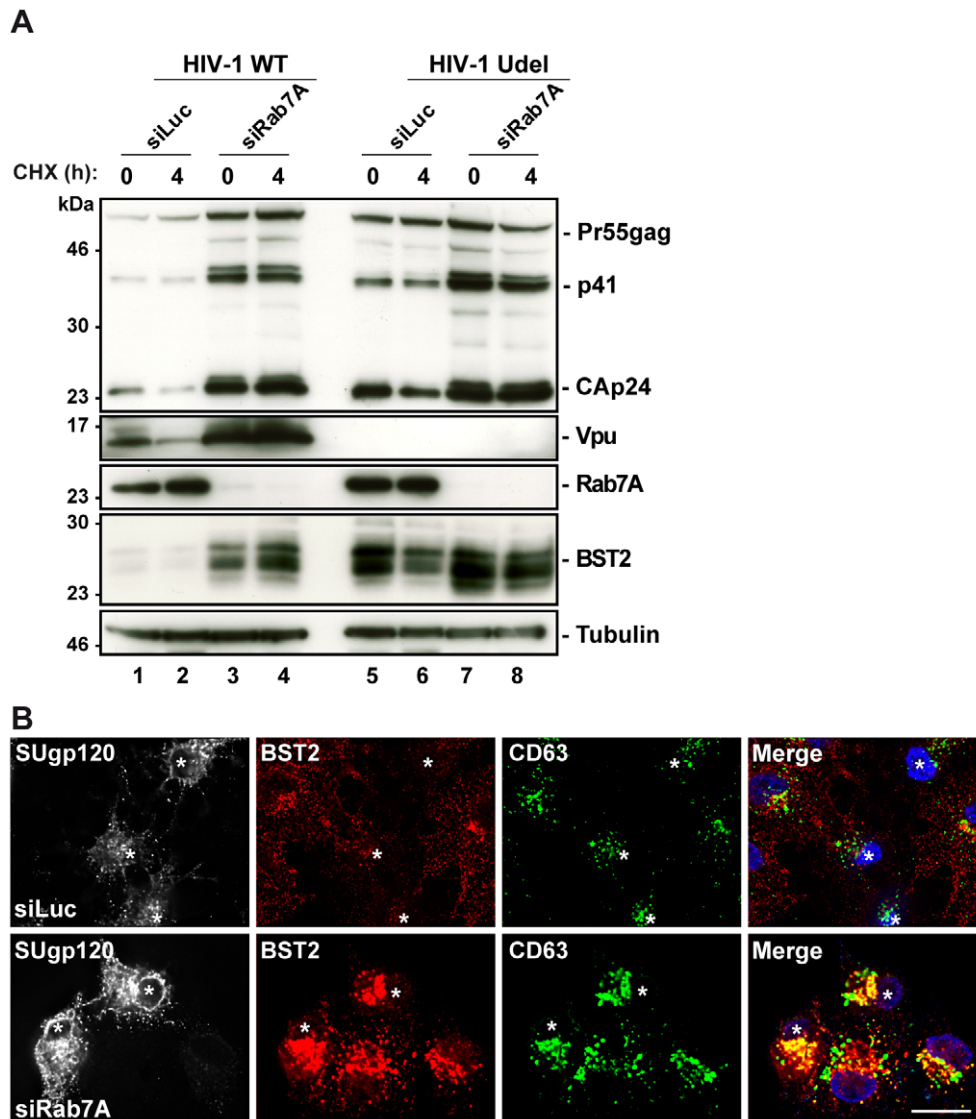 A
HIV-1 WT HIV-1 Udel
siLuc siRab7A siLuc siRab7A
CHX (h): 0 4 0 4 0 4 0 4
kDa
- Pr55gag
46
- p41
30
- CAp24
23
17
- Vpu
- Rab7A
23
30
- BST2
23
- Tubulin
46
1 2 3 4 5 6 7 8
B
SUgp120 BST2 CD63 Merge
* * * *
* * * *
* * * *
siLuc
SUgp120 BST2 CD63 Merge
* * * *
* * * *
siRab7A